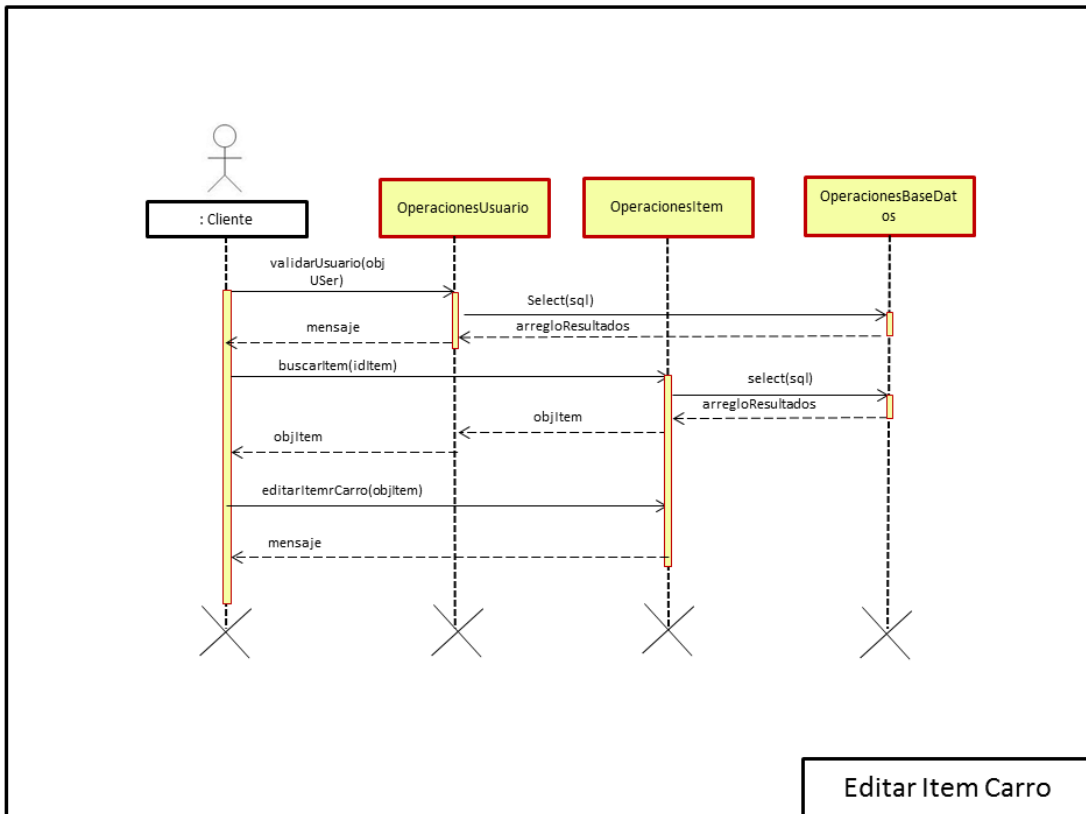 : Cliente
OperacionesUsuario
OperacionesItem
OperacionesBaseDat
os
validarUsuario(obj
USer)
Select(sql)
arregloResultados
mensaje
buscarItem(idItem)
select(sql)
arregloResultados
objItem
objItem
editarItemrCarro(objItem)
mensaje
Editar Item Carro